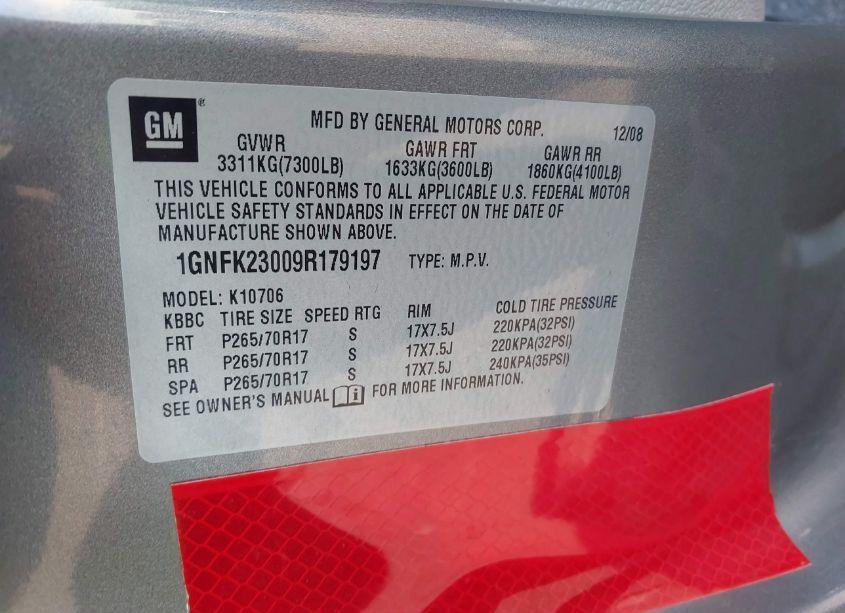 GM®
MFD BY GENERAL MOTORS CORP. 12/08
GVWR GAWR FRT GAWR RR
3311KG(7300LB) 1633KG(3600LB) 1860KG(4100LB)
THIS VEHICLE CONFORMS TO ALL APPLICABLE U.S. FEDERAL MOTOR
VEHICLE SAFETY STANDARDS IN EFFECT ON THE DATE OF
MANUFACTURE SHOWN ABOVE.
1GNFK23009R179197 TYPE: M.P.V.
MODEL: K10706
KBBC TIRE SIZE SPEED RTG RIM COLD TIRE PRESSURE
FRT P265/70R17 S 17X7.5J 220KPA(32PSI)
RR P265/70R17 S 17X7.5J 220KPA(32PSI)
SPA P265/70R17 S 17X7.5J 240KPA(35PSI)
SEE OWNER'S MANUAL i FOR MORE INFORMATION.